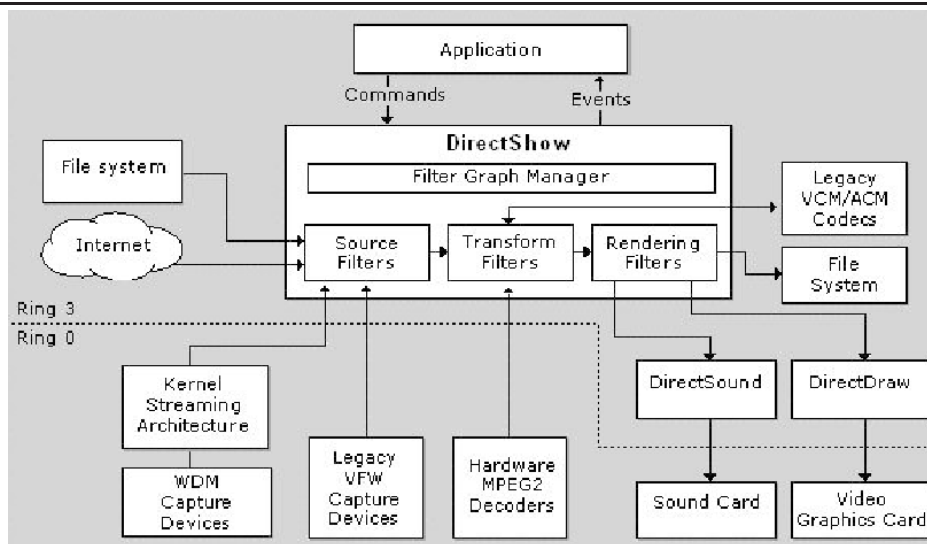 Application
Commands
Events
DirectShow
Filter Graph Manager
File system
Internet
Source
Filters
Transform
Filters
Rendering
Filters
Legacy
VCM/ACM
Codecs
File
System
Ring 3
Ring 0
Kernel
Streaming
Architecture
WDM
Capture
Devices
Legacy
VFW
Capture
Devices
Hardware
MPEG2
Decoders
DirectSound
DirectDraw
Sound Card
Video
Graphics Card